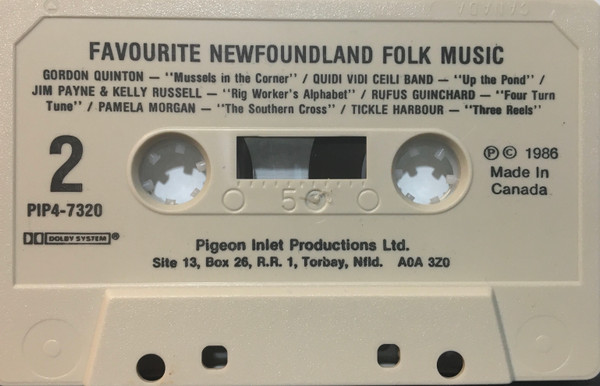 FAVOURITE NEWFOUNDLAND FOLK MUSIC
GORDON QUINTON — "Mussels in the Corner" / QUIDI VIDI CEILI BAND — "Up the Pond" /
JIM PAYNE & KELLY RUSSELL — "Rig Worker's Alphabet" / RUFUS GUINCHARD — "Four Turn
Tune" / PAMELA MORGAN — "The Southern Cross" / TICKLE HARBOUR — "Three Reels"
2
PIP4-7320
DOLBY SYSTEM®
℗ © 1986
Made In
Canada
Pigeon Inlet Productions Ltd.
Site 13, Box 26, R.R. 1, Torbay, Nfld. A0A 3Z0